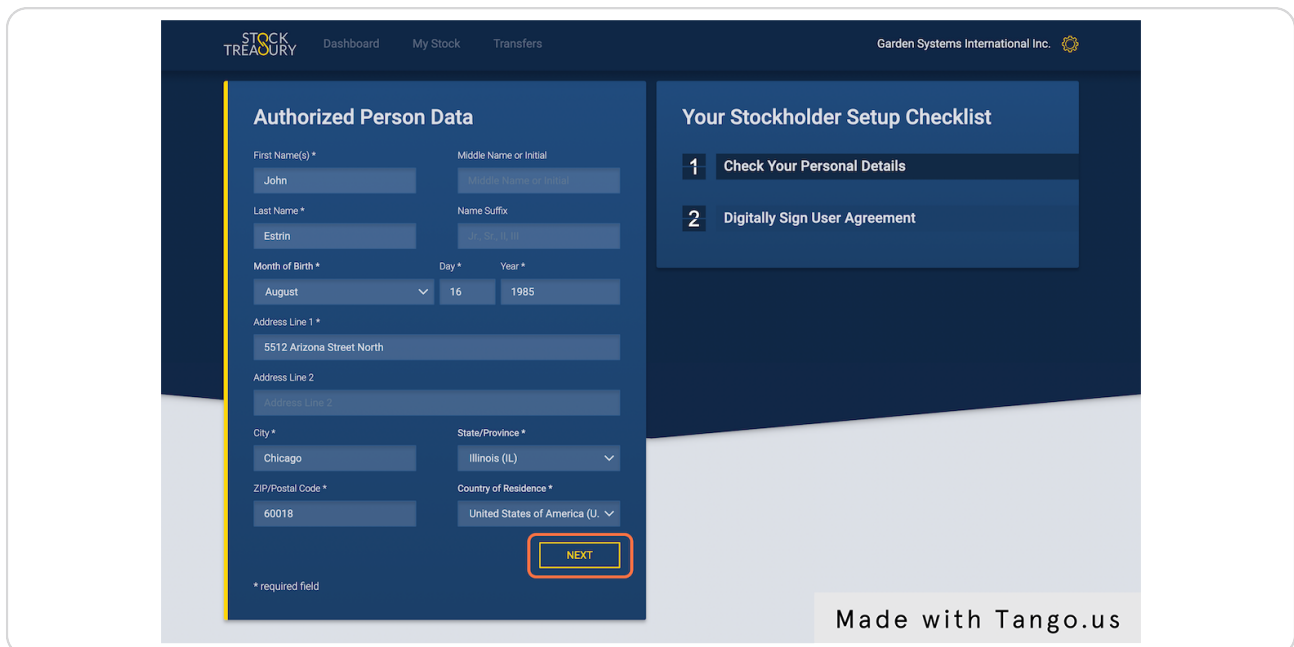 STOCK
TREASURY
Dashboard
My Stock
Transfers
Garden Systems International Inc.
Authorized Person Data
First Name(s) *
Middle Name or Initial
John
Middle Name or Initial
Last Name *
Name Suffix
Estrin
Jr., Sr., II, III
Month of Birth *
Day *
Year *
August
16
1985
Address Line 1 *
5512 Arizona Street North
Address Line 2
Address Line 2
City *
State/Province *
Chicago
Illinois (IL)
ZIP/Postal Code *
Country of Residence *
60018
United States of America (U.
NEXT
* required field
Your Stockholder Setup Checklist
1 Check Your Personal Details
2 Digitally Sign User Agreement
Made with Tango.us